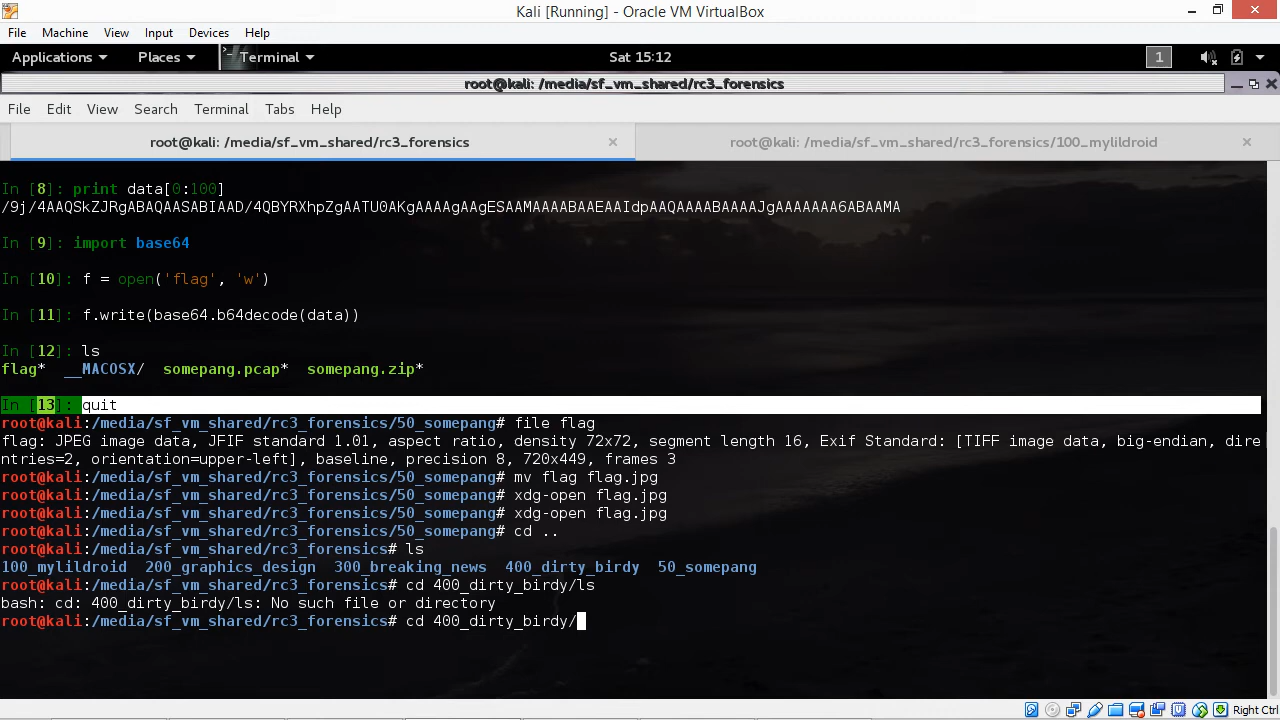 Kali [Running] - Oracle VM VirtualBox
File Machine View Input Devices Help
Applications Places Terminal Sat 15:12 1
root@kali: /media/sf_vm_shared/rc3_forensics
File Edit View Search Terminal Tabs Help
root@kali: /media/sf_vm_shared/rc3_forensics root@kali: /media/sf_vm_shared/rc3_forensics/100_mylildroid
In [8]: print data[0:100]
/9j/4AAQSkZJRgABAQAASABIAAD/4QBYRXhpZgAATU0AKgAAAAgAAgESAAMAAAABAAEAAIdpAAQAAAABAAAAJgAAAAAAA6ABAAMA
In [9]: import base64
In [10]: f = open('flag', 'w')
In [11]: f.write(base64.b64decode(data))
In [12]: ls
flag* __MACOSX/ somepang.pcap* somepang.zip*
In [13]: quit
root@kali:/media/sf_vm_shared/rc3_forensics/50_somepang# file flag
flag: JPEG image data, JFIF standard 1.01, aspect ratio, density 72x72, segment length 16, Exif Standard: [TIFF image data, big-endian, dire
ntries=2, orientation=upper-left], baseline, precision 8, 720x449, frames 3
root@kali:/media/sf_vm_shared/rc3_forensics/50_somepang# mv flag flag.jpg
root@kali:/media/sf_vm_shared/rc3_forensics/50_somepang# xdg-open flag.jpg
root@kali:/media/sf_vm_shared/rc3_forensics/50_somepang# xdg-open flag.jpg
root@kali:/media/sf_vm_shared/rc3_forensics/50_somepang# cd ..
root@kali:/media/sf_vm_shared/rc3_forensics# ls
100_mylildroid 200_graphics_design 300_breaking_news 400_dirty_birdy 50_somepang
root@kali:/media/sf_vm_shared/rc3_forensics# cd 400_dirty_birdy/ls
bash: cd: 400_dirty_birdy/ls: No such file or directory
root@kali:/media/sf_vm_shared/rc3_forensics# cd 400_dirty_birdy/
Right Ctrl